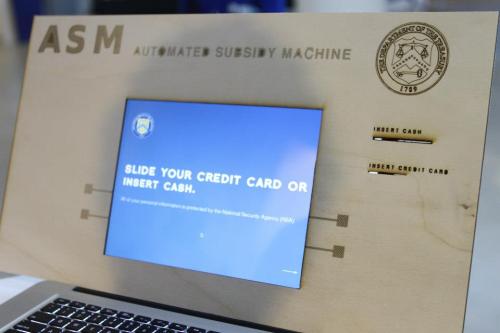 ASM AUTOMATED SUBSIDY MACHINE
THE DEPARTMENT OF THE TREASURY
1789
INSERT CASH
INSERT CREDIT CARD
SLIDE YOUR CREDIT CARD OR
INSERT CASH.
All of your personal information is protected by the National Security Agency (NSA)